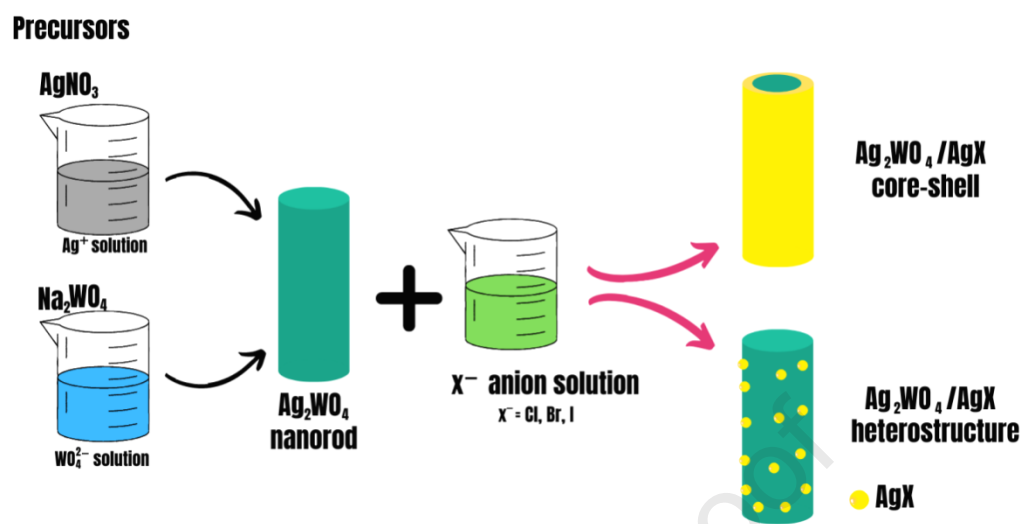 Precursors
AgNO₃
Ag⁺ solution
Na₂WO₄
WO₄²⁻ solution
Ag₂WO₄
nanorod
X⁻ anion solution
X⁻ = Cl, Br, I
Ag₂WO₄/AgX
core-shell
Ag₂WO₄/AgX
heterostructure
AgX